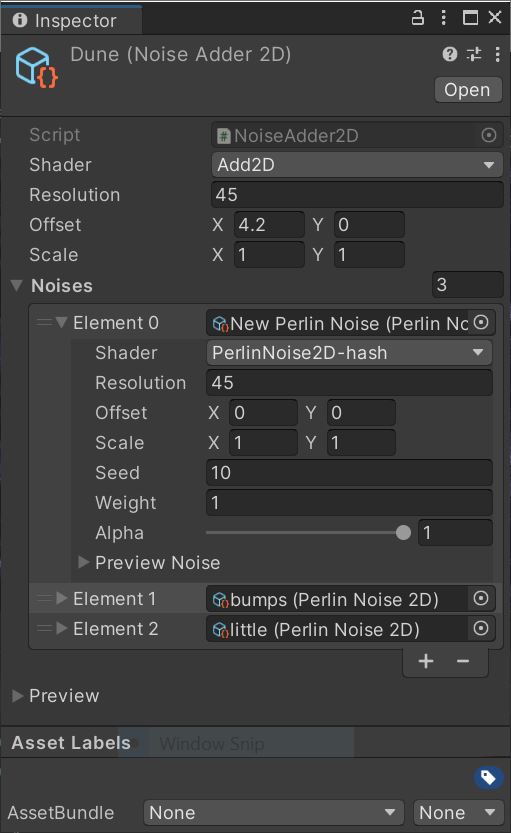 Inspector
Dune (Noise Adder 2D)
Open
Script NoiseAdder2D
Shader Add2D
Resolution 45
Offset X 4.2 Y 0
Scale X 1 Y 1
Noises 3
Element 0 New Perlin Noise (Perlin No
Shader PerlinNoise2D-hash
Resolution 45
Offset X 0 Y 0
Scale X 1 Y 1
Seed 10
Weight 1
Alpha 1
Preview Noise
Element 1 bumps (Perlin Noise 2D)
Element 2 little (Perlin Noise 2D)
+ −
Preview
Asset Labels Window Snip
AssetBundle None None